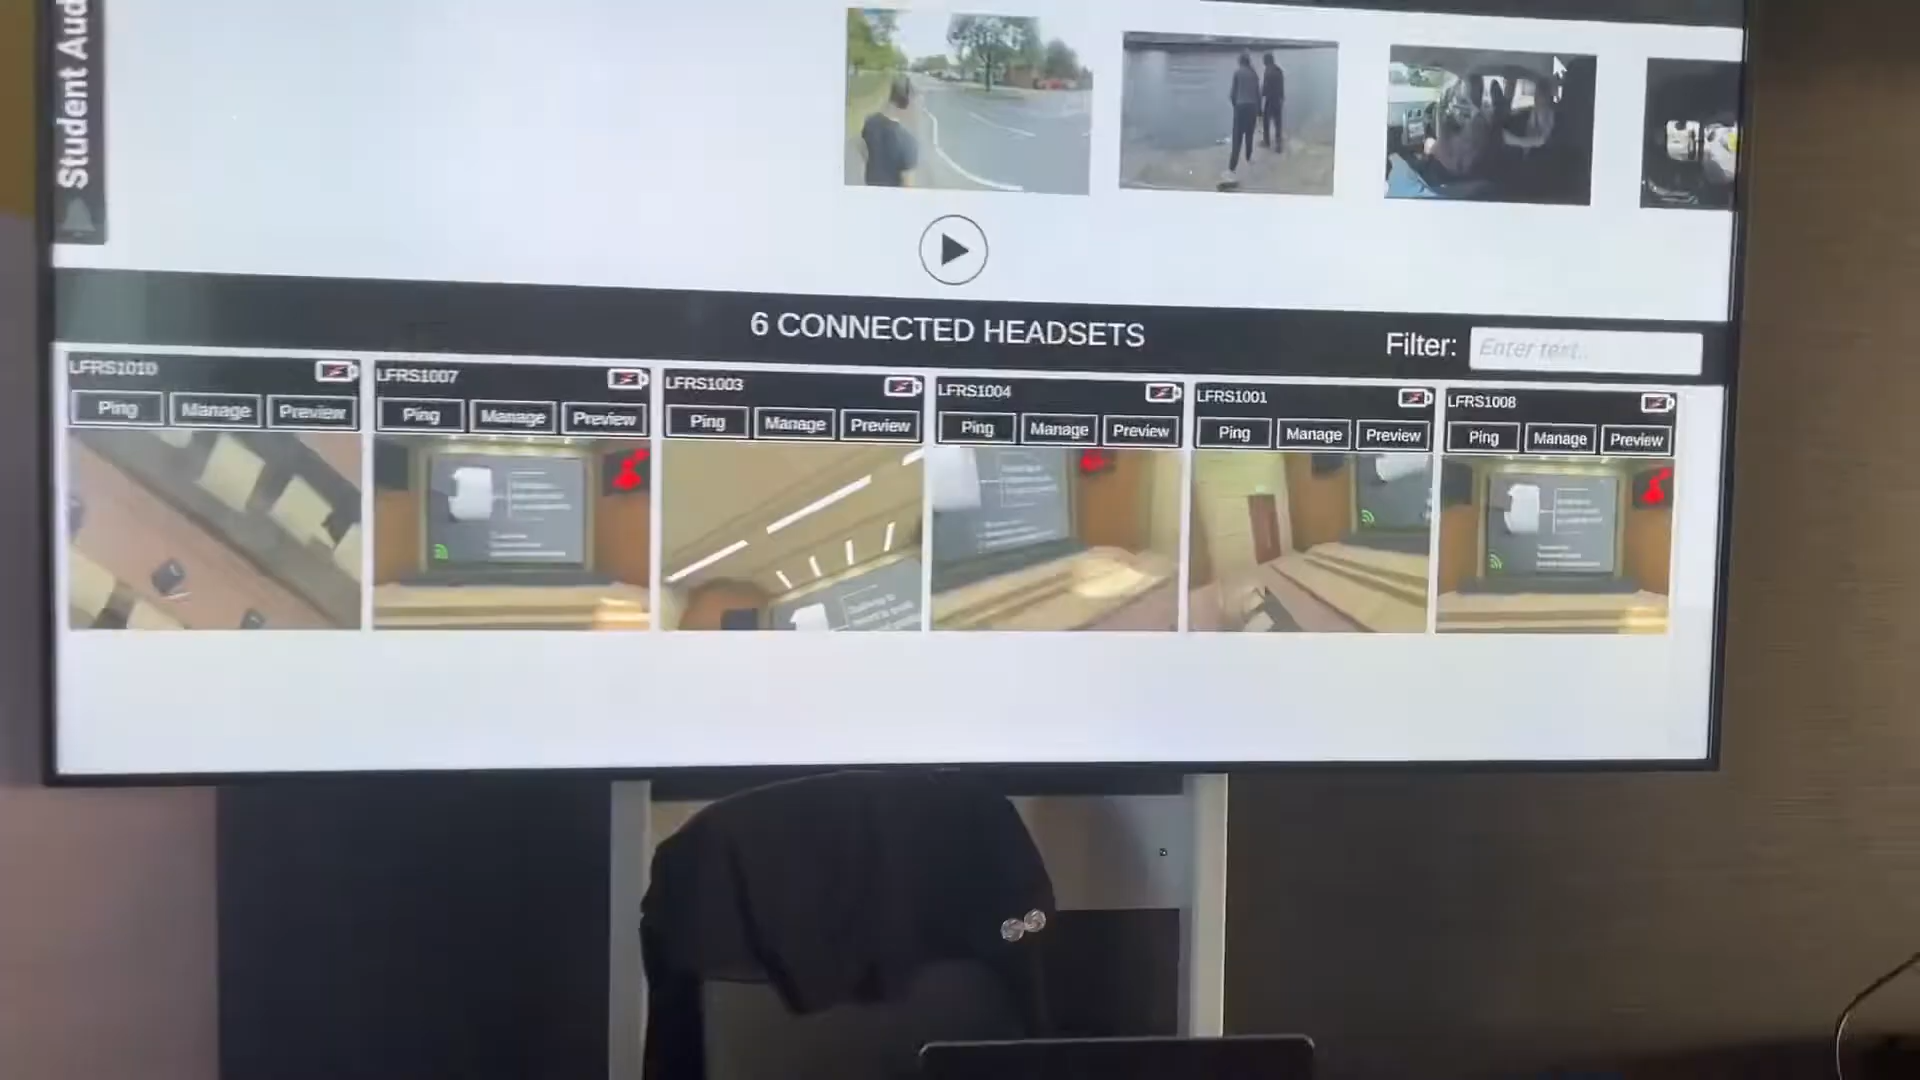 Student Aud
6 CONNECTED HEADSETS
Filter: Enter text..
LFRS1010
Ping Manage Preview
LFRS1007
Ping Manage Preview
LFRS1003
Ping Manage Preview
LFRS1004
Ping Manage Preview
LFRS1001
Ping Manage Preview
LFRS1008
Ping Manage Preview